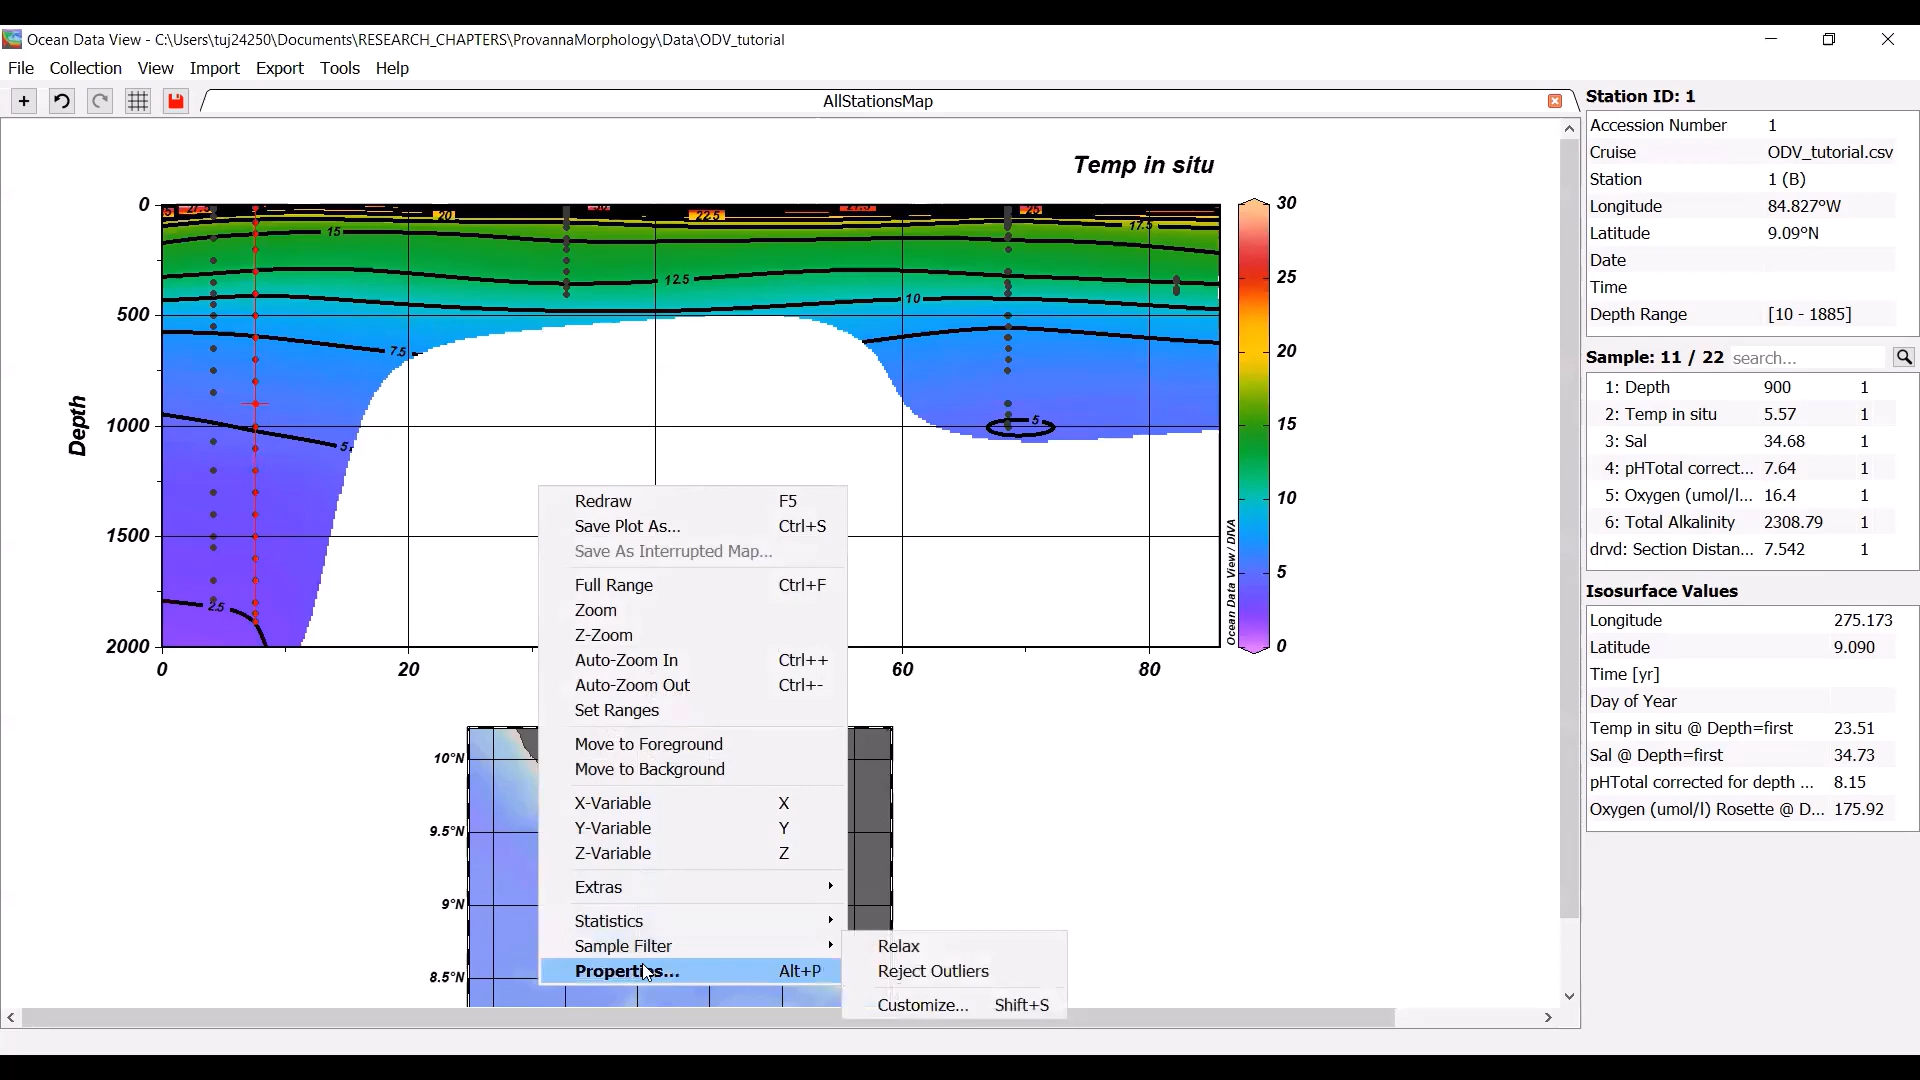 Ocean Data View - C:\Users\tuj24250\Documents\RESEARCH_CHAPTERS\ProvannaMorphology\Data\ODV_tutorial
File Collection View Import Export Tools Help
AllStationsMap
Temp in situ
0
500
1000
1500
2000
Depth
0 20 60 80
20 22.5 25 17.5
15
12.5
10
7.5
5
5
2.5
30
25
20
15
10
5
0
Ocean Data View / DIVA
10°N
9.5°N
9°N
8.5°N
Redraw F5
Save Plot As... Ctrl+S
Save As Interrupted Map...
Full Range Ctrl+F
Zoom
Z-Zoom
Auto-Zoom In Ctrl++
Auto-Zoom Out Ctrl+-
Set Ranges
Move to Foreground
Move to Background
X-Variable X
Y-Variable Y
Z-Variable Z
Extras
Statistics
Sample Filter
Properties... Alt+P
Relax
Reject Outliers
Customize... Shift+S
Station ID: 1
Accession Number 1
Cruise ODV_tutorial.csv
Station 1 (B)
Longitude 84.827°W
Latitude 9.09°N
Date
Time
Depth Range [10 - 1885]
Sample: 11 / 22 search...
1: Depth 900 1
2: Temp in situ 5.57 1
3: Sal 34.68 1
4: pHTotal correct... 7.64 1
5: Oxygen (umol/l... 16.4 1
6: Total Alkalinity 2308.79 1
drvd: Section Distan... 7.542 1
Isosurface Values
Longitude 275.173
Latitude 9.090
Time [yr]
Day of Year
Temp in situ @ Depth=first 23.51
Sal @ Depth=first 34.73
pHTotal corrected for depth ... 8.15
Oxygen (umol/l) Rosette @ D... 175.92